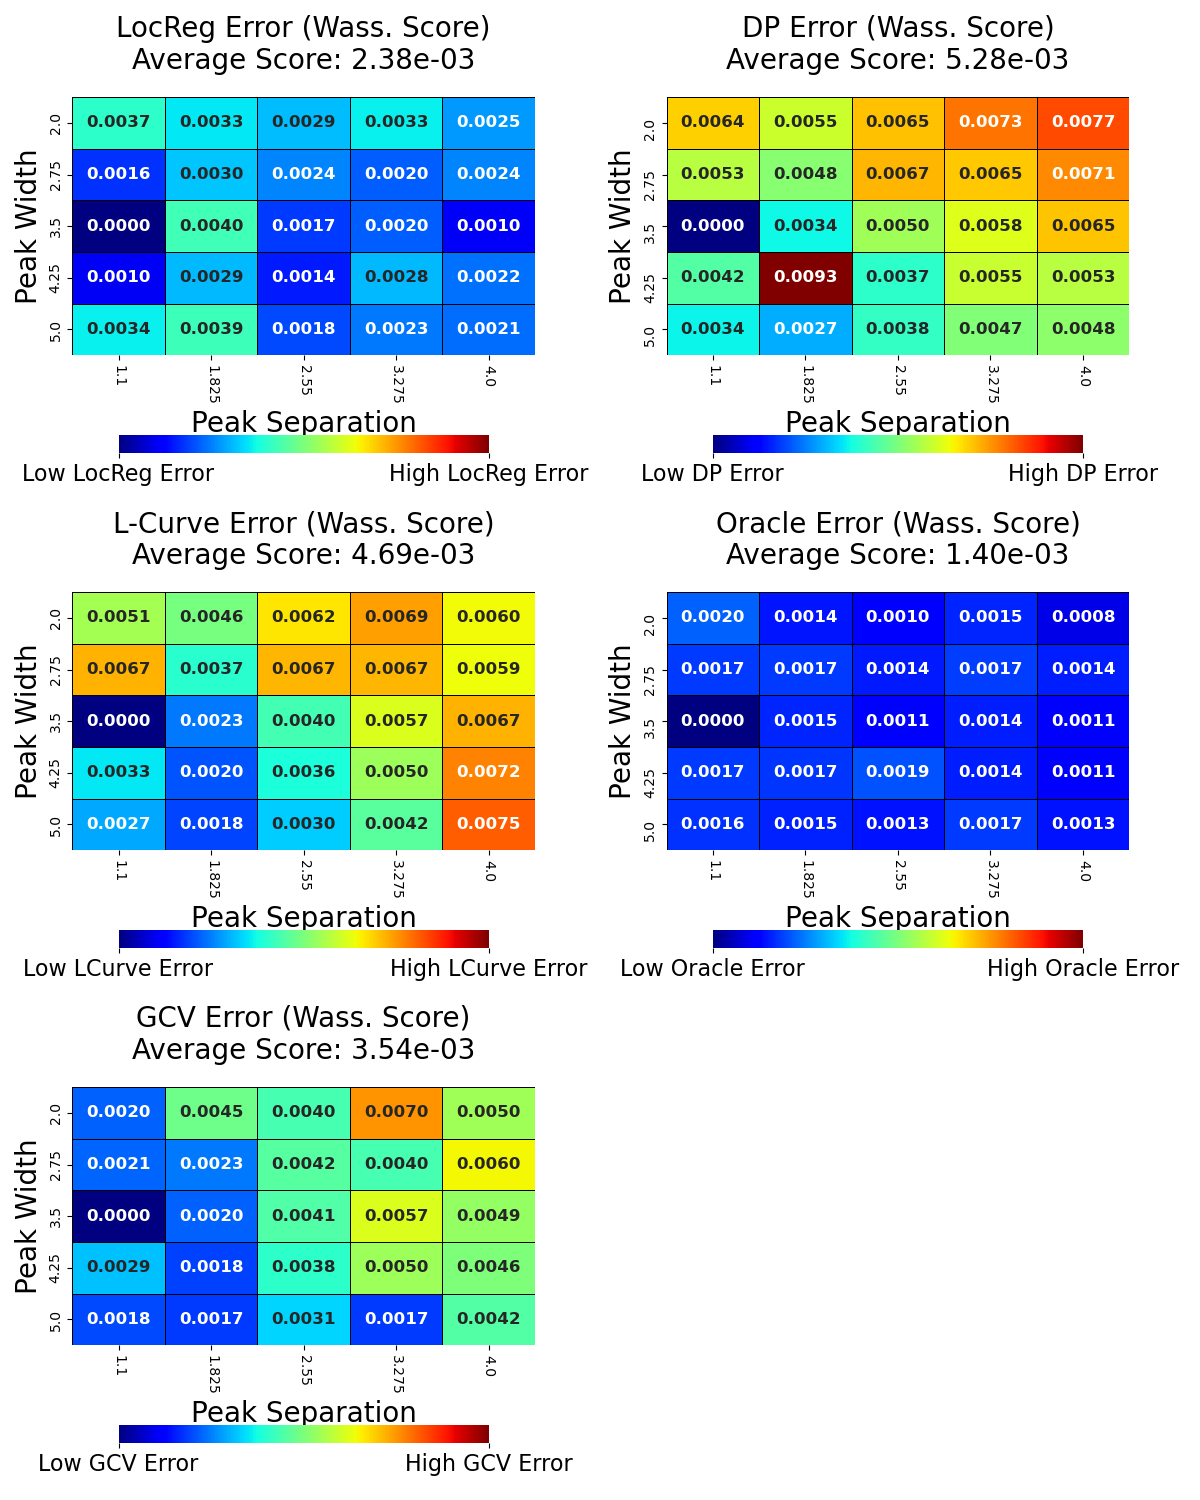 LocReg Error (Wass. Score)
Average Score: 2.38e-03
Peak Width
2.0 0.0037 0.0033 0.0029 0.0033 0.0025
2.75 0.0016 0.0030 0.0024 0.0020 0.0024
3.5 0.0000 0.0040 0.0017 0.0020 0.0010
4.25 0.0010 0.0029 0.0014 0.0028 0.0022
5.0 0.0034 0.0039 0.0018 0.0023 0.0021
1.1 1.825 2.55 3.275 4.0
Peak Separation
Low LocReg Error High LocReg Error
DP Error (Wass. Score)
Average Score: 5.28e-03
Peak Width
2.0 0.0064 0.0055 0.0065 0.0073 0.0077
2.75 0.0053 0.0048 0.0067 0.0065 0.0071
3.5 0.0000 0.0034 0.0050 0.0058 0.0065
4.25 0.0042 0.0093 0.0037 0.0055 0.0053
5.0 0.0034 0.0027 0.0038 0.0047 0.0048
1.1 1.825 2.55 3.275 4.0
Peak Separation
Low DP Error High DP Error
L-Curve Error (Wass. Score)
Average Score: 4.69e-03
Peak Width
2.0 0.0051 0.0046 0.0062 0.0069 0.0060
2.75 0.0067 0.0037 0.0067 0.0067 0.0059
3.5 0.0000 0.0023 0.0040 0.0057 0.0067
4.25 0.0033 0.0020 0.0036 0.0050 0.0072
5.0 0.0027 0.0018 0.0030 0.0042 0.0075
1.1 1.825 2.55 3.275 4.0
Peak Separation
Low LCurve Error High LCurve Error
Oracle Error (Wass. Score)
Average Score: 1.40e-03
Peak Width
2.0 0.0020 0.0014 0.0010 0.0015 0.0008
2.75 0.0017 0.0017 0.0014 0.0017 0.0014
3.5 0.0000 0.0015 0.0011 0.0014 0.0011
4.25 0.0017 0.0017 0.0019 0.0014 0.0011
5.0 0.0016 0.0015 0.0013 0.0017 0.0013
1.1 1.825 2.55 3.275 4.0
Peak Separation
Low Oracle Error High Oracle Error
GCV Error (Wass. Score)
Average Score: 3.54e-03
Peak Width
2.0 0.0020 0.0045 0.0040 0.0070 0.0050
2.75 0.0021 0.0023 0.0042 0.0040 0.0060
3.5 0.0000 0.0020 0.0041 0.0057 0.0049
4.25 0.0029 0.0018 0.0038 0.0050 0.0046
5.0 0.0018 0.0017 0.0031 0.0017 0.0042
1.1 1.825 2.55 3.275 4.0
Peak Separation
Low GCV Error High GCV Error